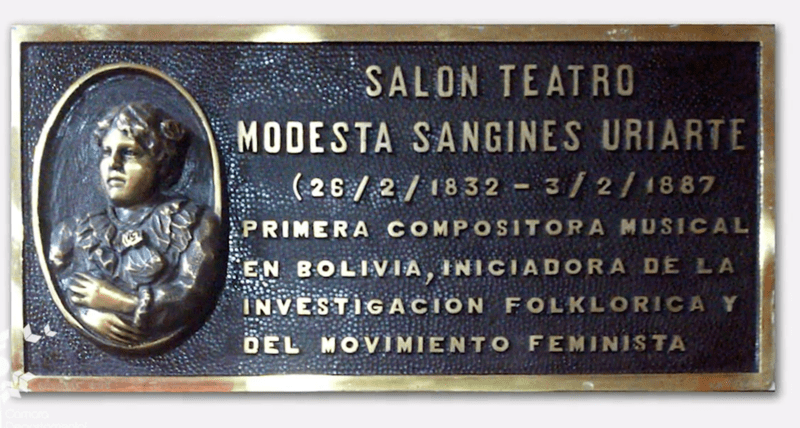 SALON TEATRO
MODESTA SANGINES URIARTE
(26/2/1832 - 3/2/1887
PRIMERA COMPOSITORA MUSICAL
EN BOLIVIA, INICIADORA DE LA
INVESTIGACION FOLKLORICA Y
DEL MOVIMIENTO FEMINISTA